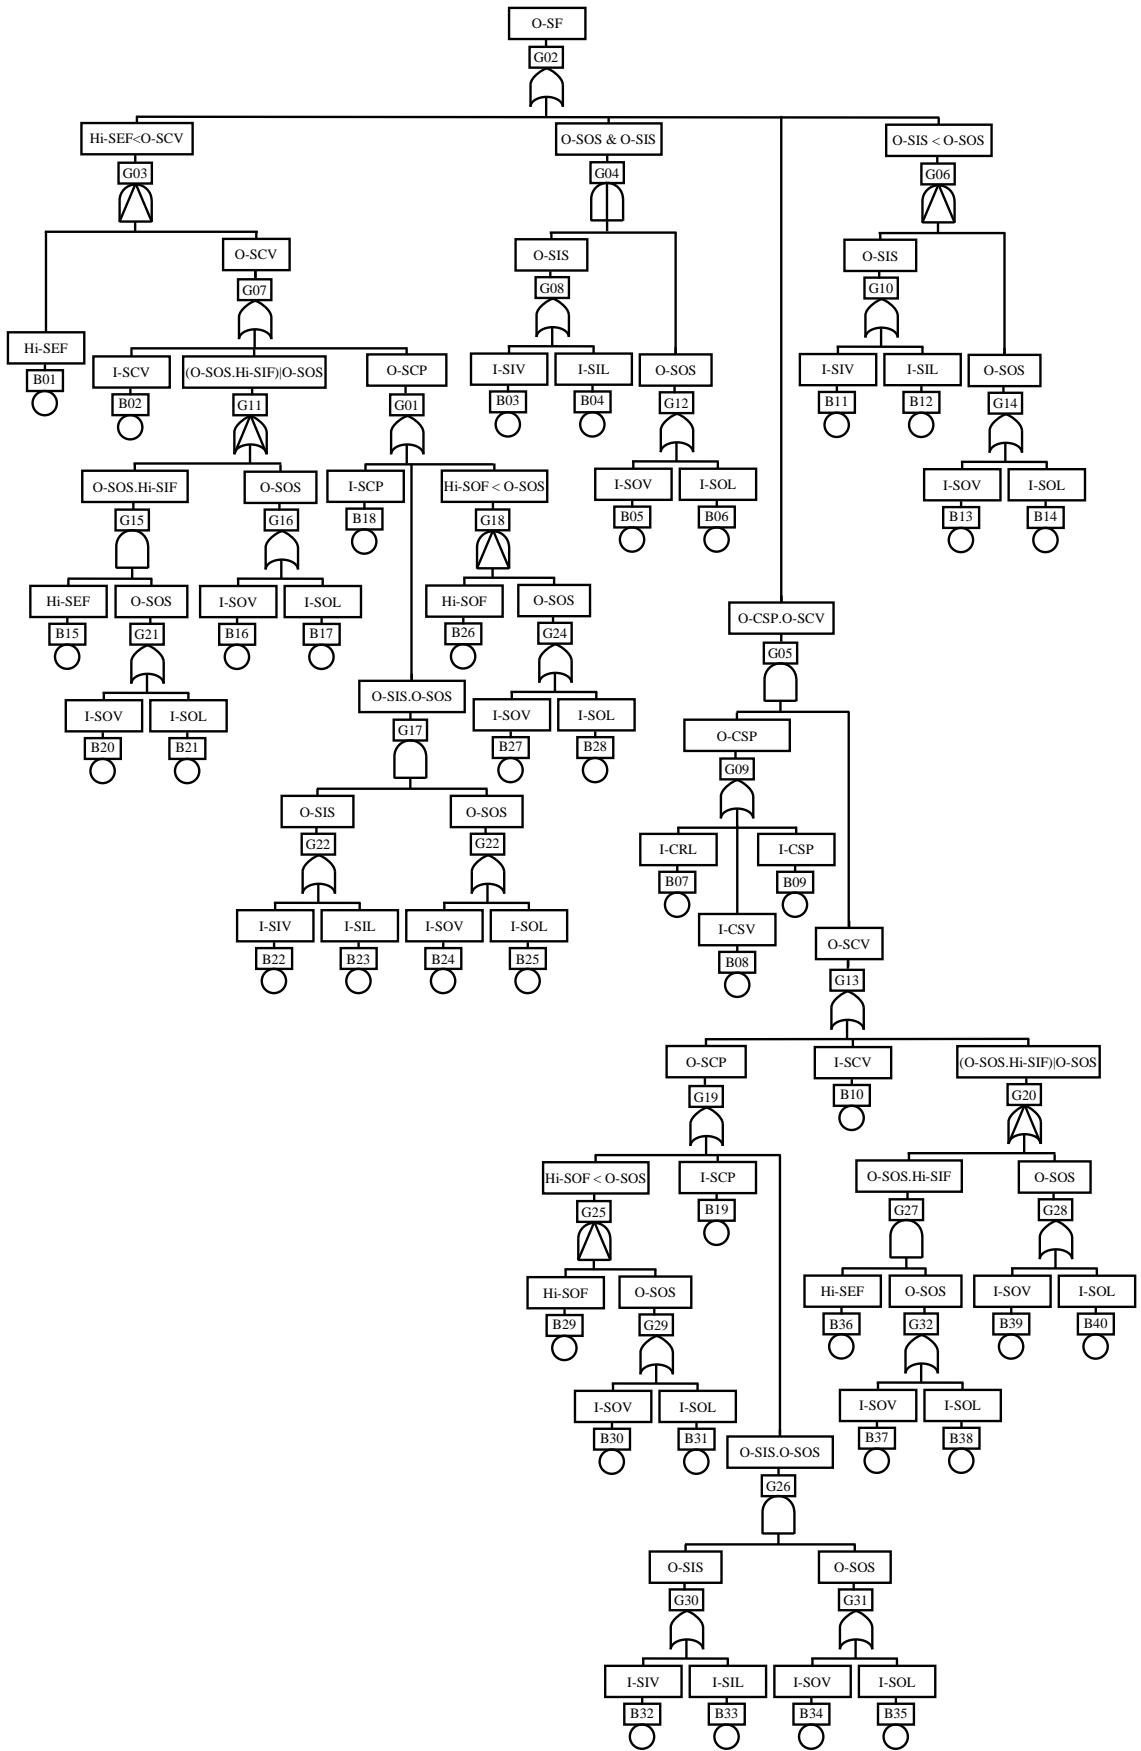 O-SF
G02
Hi-SEF<O-SCV
O-SOS & O-SIS
O-SIS < O-SOS
G03
G04
G06
O-SCV
O-SIS
O-SIS
G07
G08
G10
Hi-SEF
B01
I-SCV
(O-SOS.Hi-SIF)|O-SOS
O-SCP
I-SIV
I-SIL
O-SOS
I-SIV
I-SIL
O-SOS
B02
G11
G01
B03
B04
G12
B11
B12
G14
O-SOS.Hi-SIF
O-SOS
I-SCP
Hi-SOF < O-SOS
I-SOV
I-SOL
I-SOV
I-SOL
G15
G16
B18
G18
B05
B06
B13
B14
Hi-SEF
O-SOS
I-SOV
I-SOL
Hi-SOF
O-SOS
O-CSP.O-SCV
B15
G21
B16
B17
B26
G24
G05
O-SIS.O-SOS
I-SOV
I-SOL
G17
I-SOV
I-SOL
O-CSP
B20
B21
B27
B28
G09
O-SIS
O-SOS
G22
G22
I-CRL
I-CSP
B07
B09
I-SIV
I-SIL
I-SOV
I-SOL
I-CSV
O-SCV
B22
B23
B24
B25
B08
G13
O-SCP
I-SCV
(O-SOS.Hi-SIF)|O-SOS
G19
B10
G20
Hi-SOF < O-SOS
I-SCP
O-SOS.Hi-SIF
O-SOS
G25
B19
G27
G28
Hi-SOF
O-SOS
Hi-SEF
O-SOS
I-SOV
I-SOL
B29
G29
B36
G32
B39
B40
I-SOV
I-SOL
I-SOV
I-SOL
B30
B31
B37
B38
O-SIS.O-SOS
G26
O-SIS
O-SOS
G30
G31
I-SIV
I-SIL
I-SOV
I-SOL
B32
B33
B34
B35